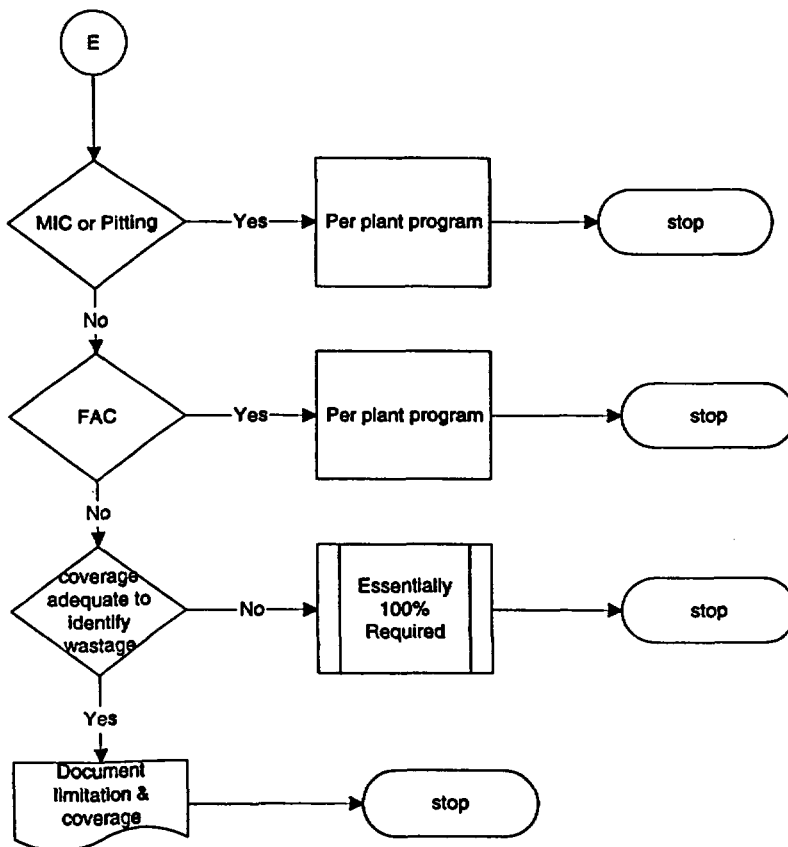 E
MIC or Pitting
Yes
Per plant program
stop
No
FAC
Yes
Per plant program
stop
No
coverage
adequate to
identify
wastage
No
Essentially
100%
Required
stop
Yes
Document
limitation &
coverage
stop